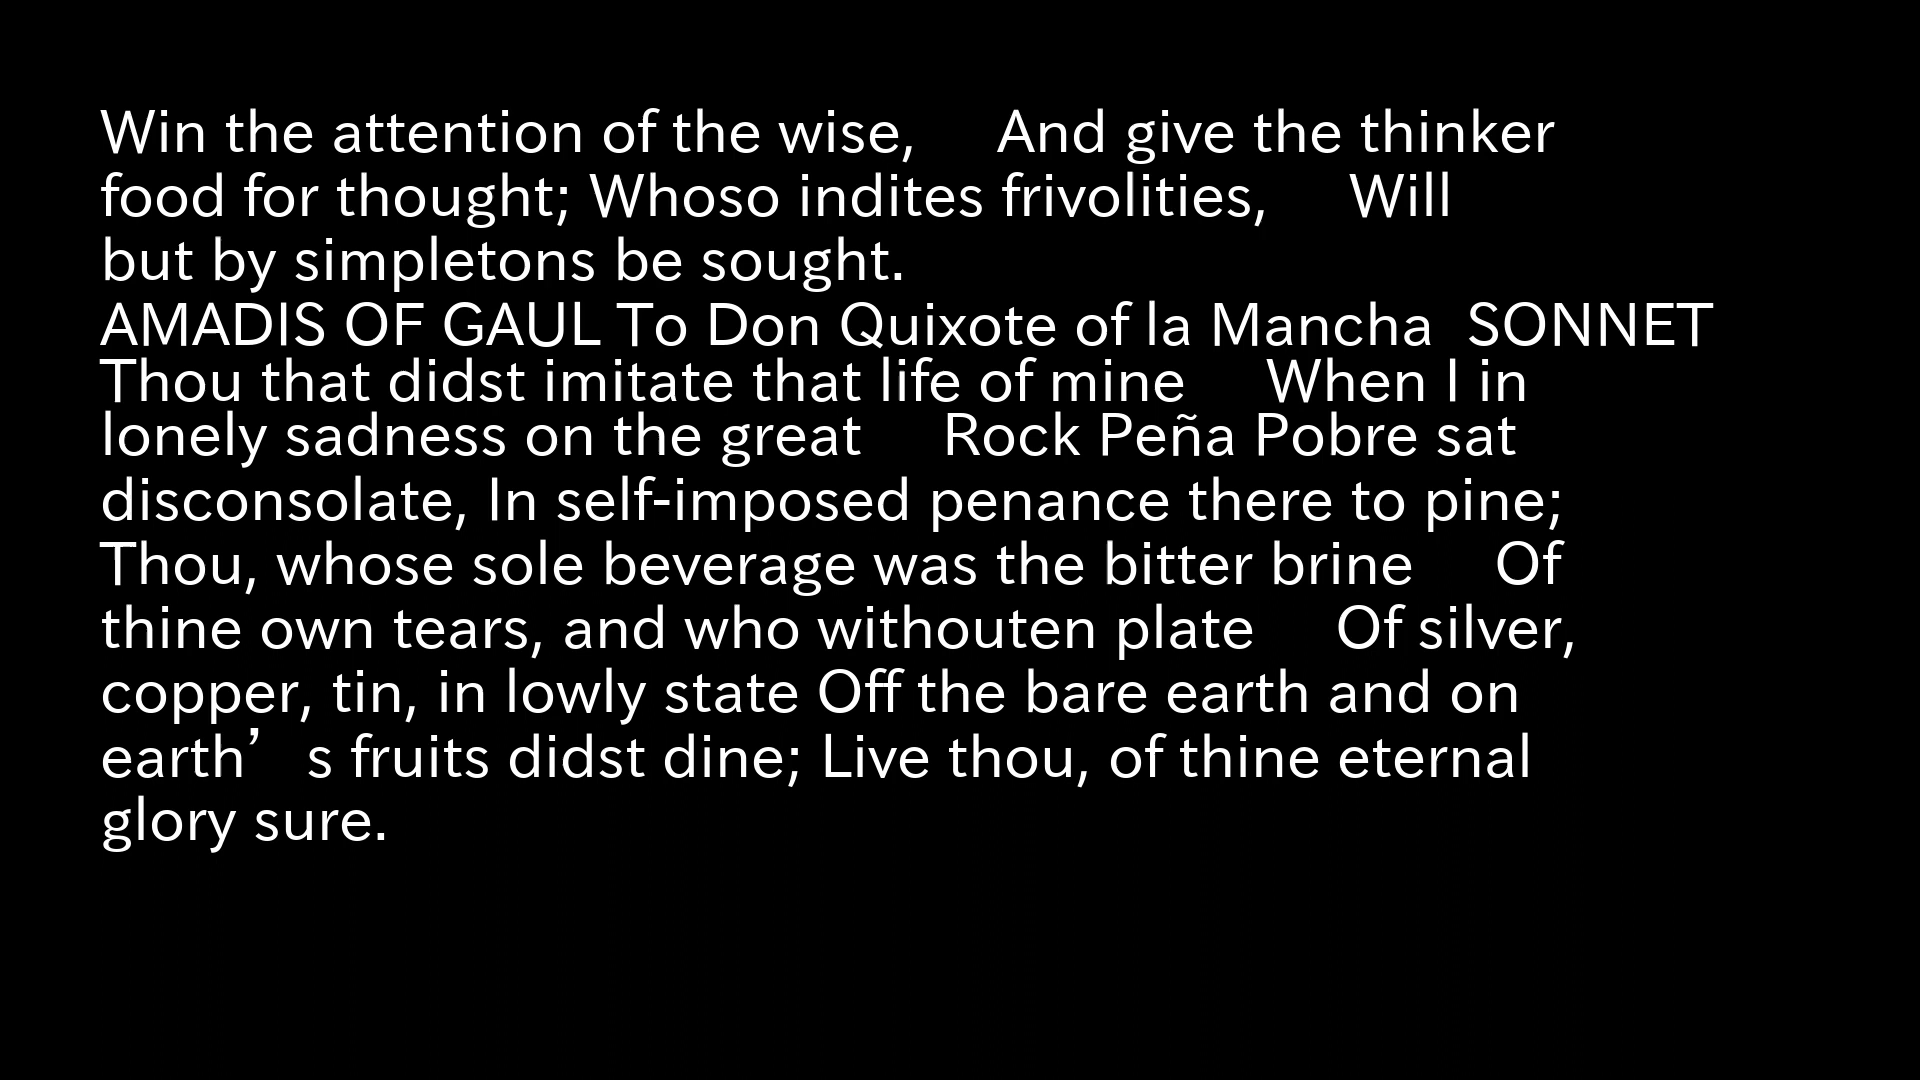 Win the attention of the wise,     And give the thinker
food for thought; Whoso indites frivolities,     Will
but by simpletons be sought.
AMADIS OF GAUL To Don Quixote of la Mancha  SONNET
Thou that didst imitate that life of mine     When I in
lonely sadness on the great     Rock Peña Pobre sat
disconsolate, In self-imposed penance there to pine;
Thou, whose sole beverage was the bitter brine     Of
thine own tears, and who withouten plate     Of silver,
copper, tin, in lowly state Off the bare earth and on
earth’s fruits didst dine; Live thou, of thine eternal
glory sure.